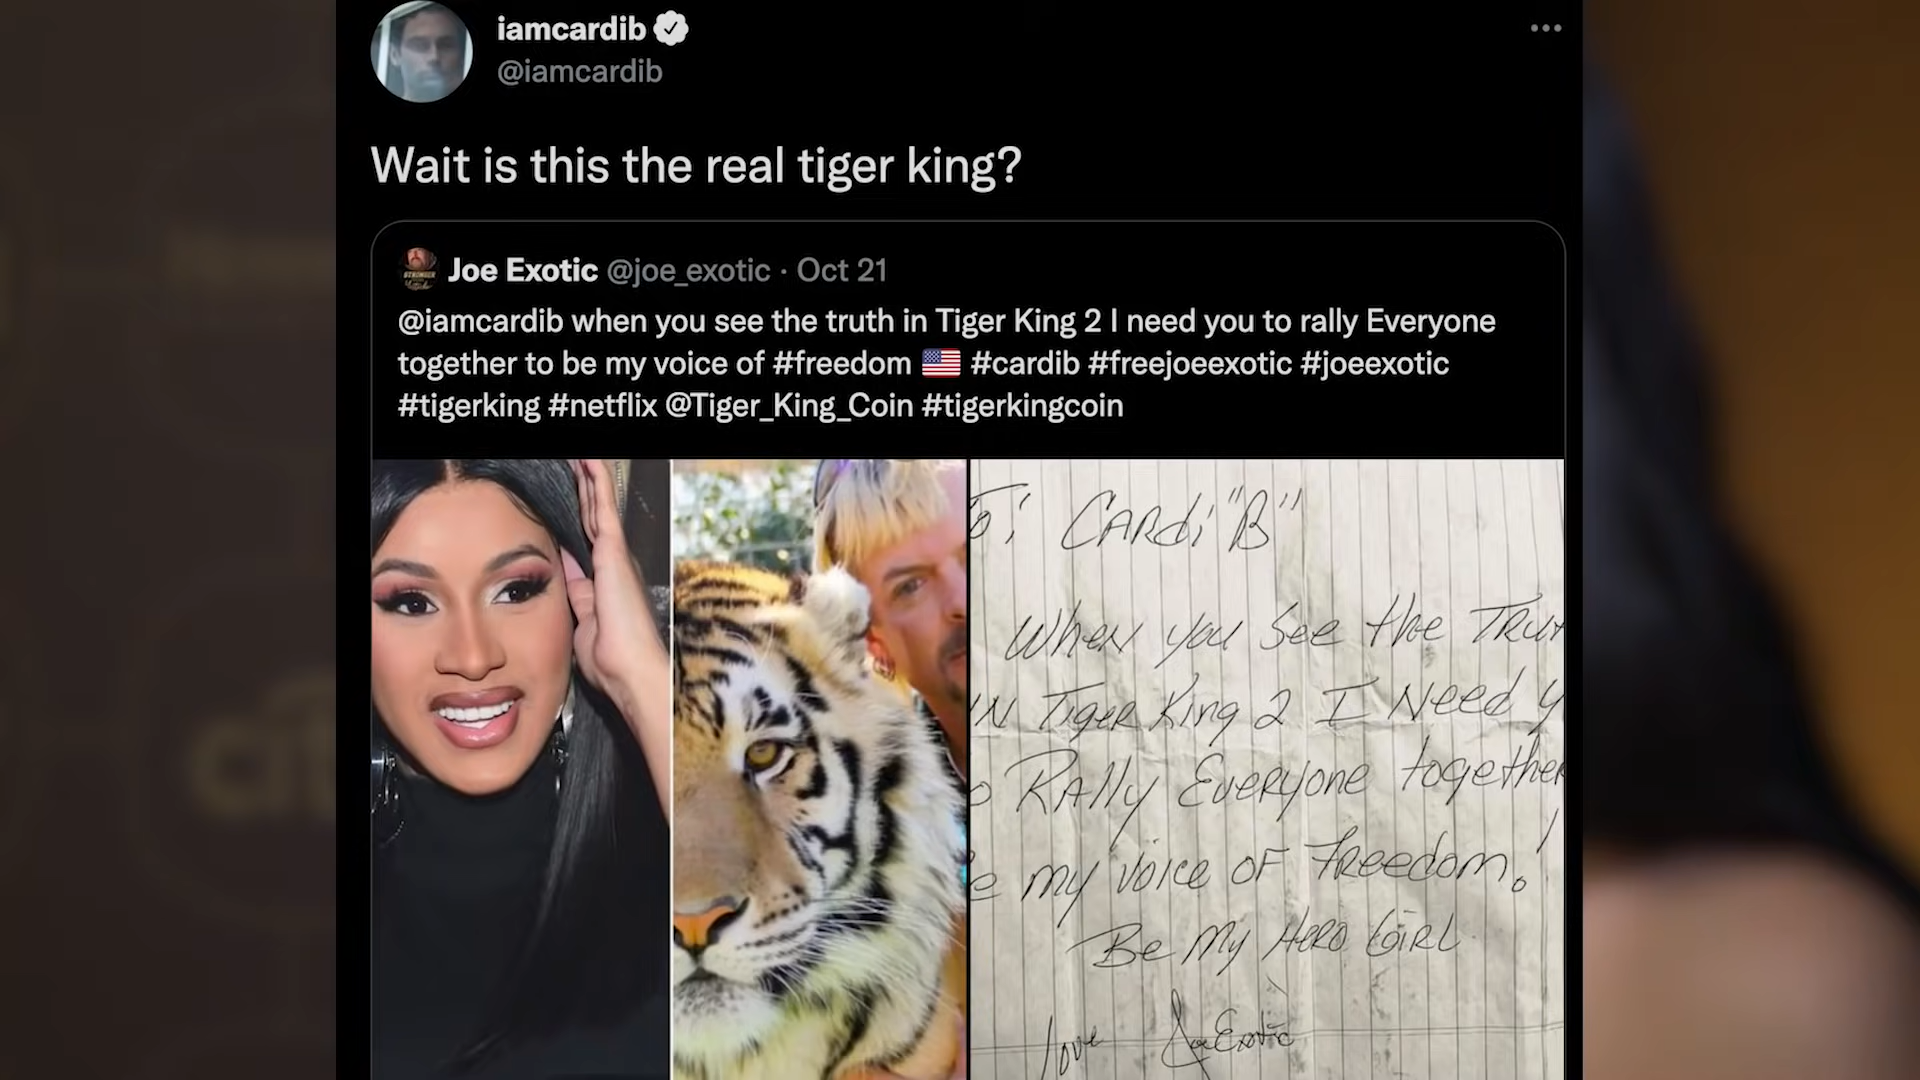 iamcardib
@iamcardib
Wait is this the real tiger king?
Joe Exotic @joe_exotic · Oct 21
@iamcardib when you see the truth in Tiger King 2 I need you to rally Everyone
together to be my voice of #freedom 🇺🇸 #cardib #freejoeexotic #joeexotic
#tigerking #netflix @Tiger_King_Coin #tigerkingcoin
CARdi "B"
When you See the
IN Tiger King 2 I Need
RAlly Everyone together
my Voice OF Freedom!
Be My Hero GiRL
love Joe Exotic